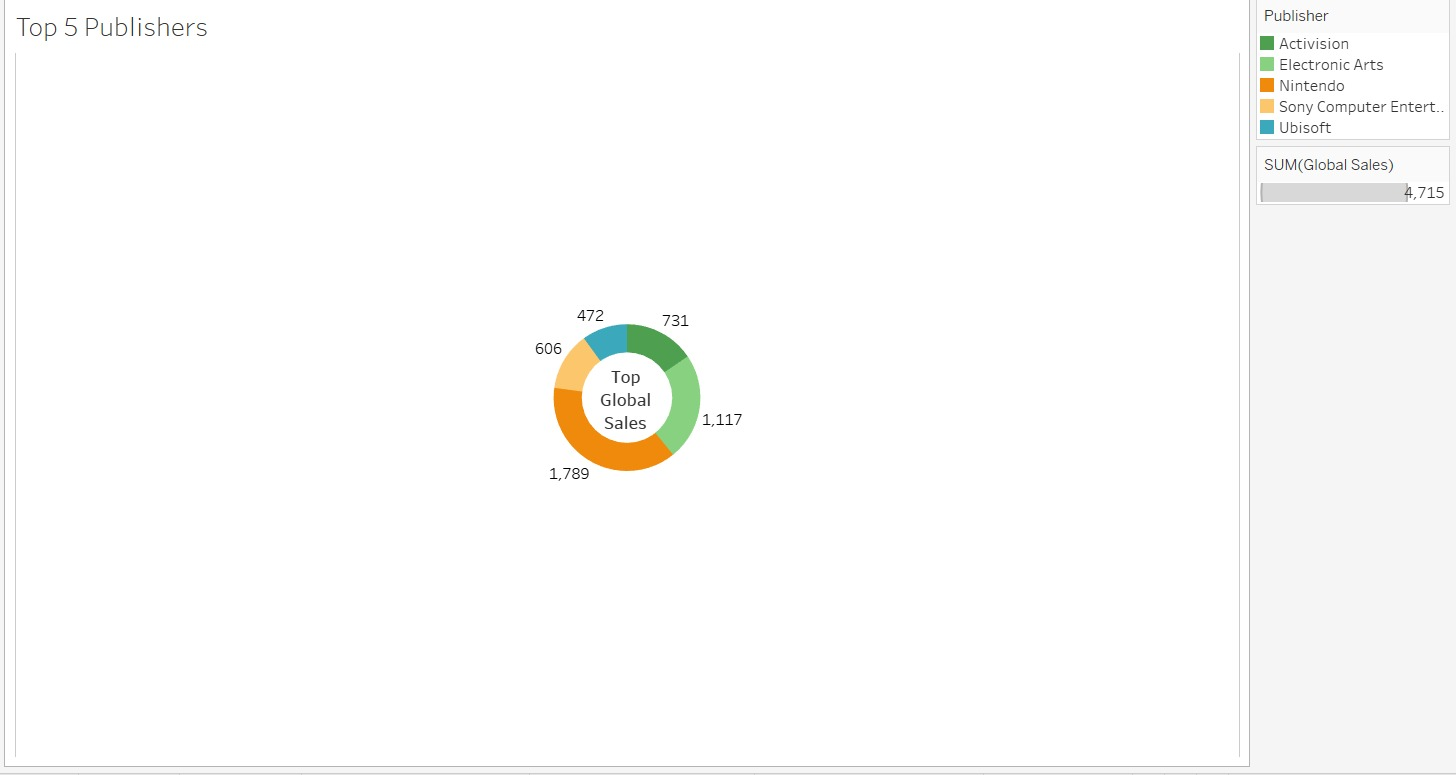 Top 5 Publishers
472
731
606
Top
Global
Sales
1,117
1,789
Publisher
Activision
Electronic Arts
Nintendo
Sony Computer Entert..
Ubisoft
SUM(Global Sales)
4,715